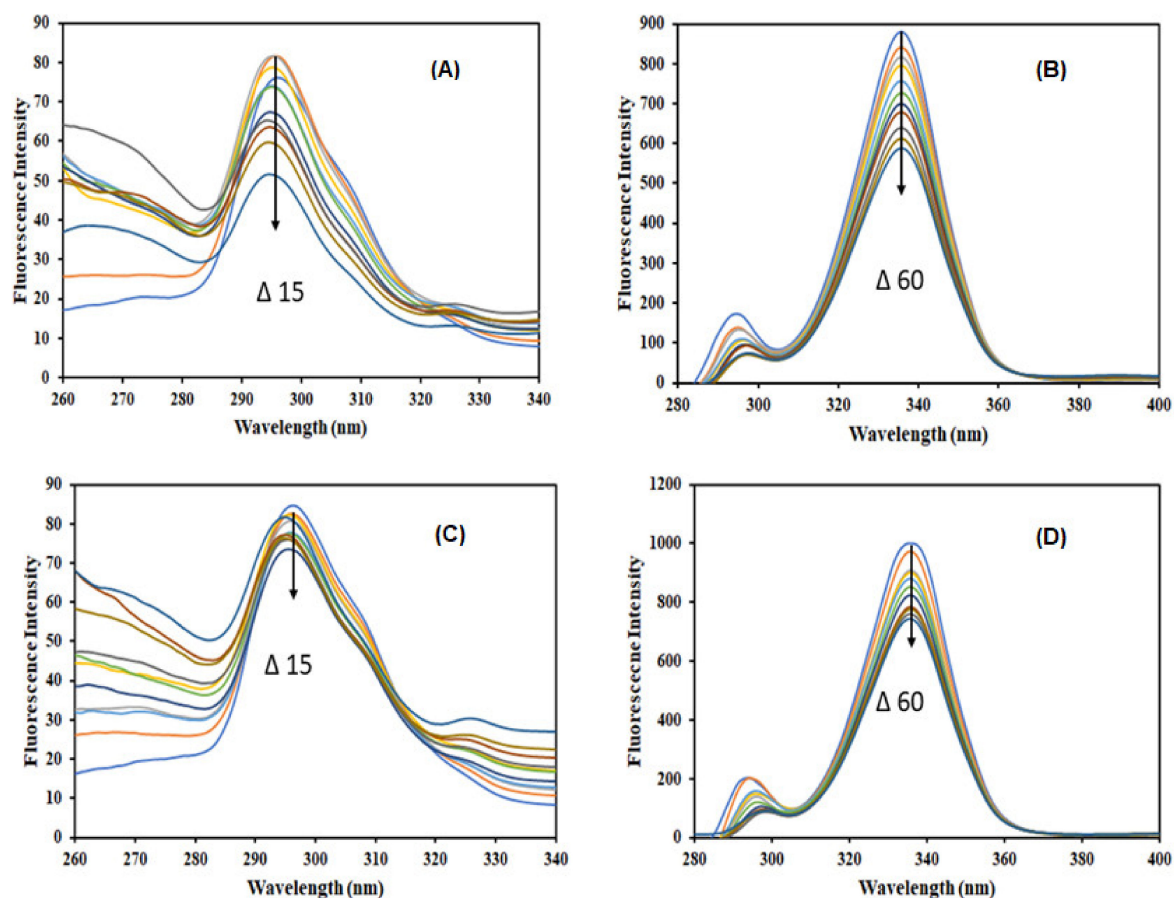 90
80
70
60
50
40
30
20
10
0
Fluorescence Intensity
(A)
Δ 15
260 270 280 290 300 310 320 330 340
Wavelength (nm)
900
800
700
600
500
400
300
200
100
0
Fluorescence Intensity
(B)
Δ 60
280 300 320 340 360 380 400
Wavelength (nm)
90
80
70
60
50
40
30
20
10
0
Fluorescence Intensity
(C)
Δ 15
260 270 280 290 300 310 320 330 340
Wavelength (nm)
1200
1000
800
600
400
200
0
Fluorescecne Intensity
(D)
Δ 60
280 300 320 340 360 380 400
Wavelength (nm)